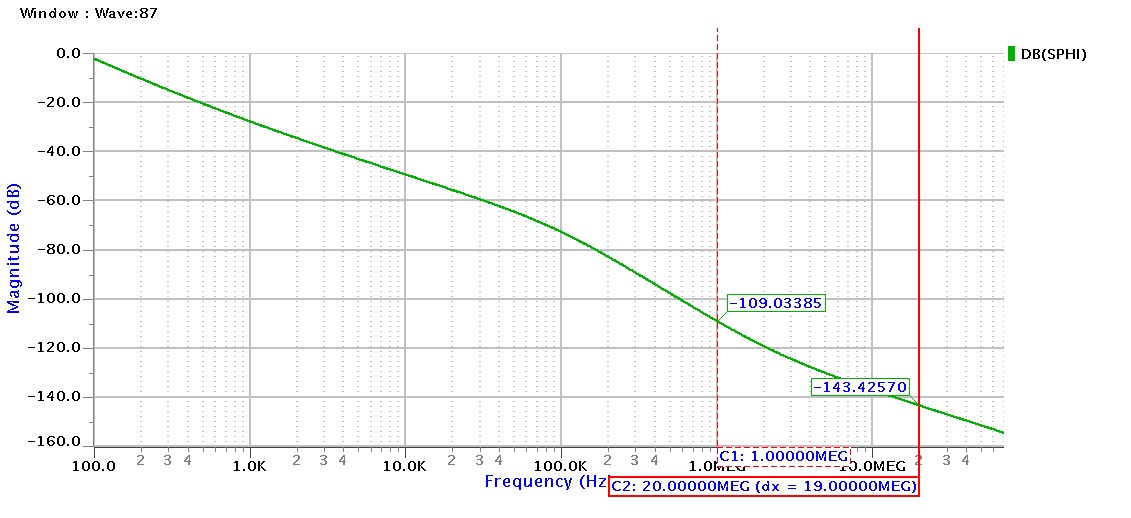 Window : Wave:87
DB(SPHI)
Magnitude (dB)
0.0
-20.0
-40.0
-60.0
-80.0
-100.0
-120.0
-140.0
-160.0
-109.03385
-143.42570
100.0 2 3 4 1.0K 2 3 4 10.0K 2 3 4 100.0K 2 3 4 1.0MEG 10.0MEG 2 3 4
C1: 1.00000MEG
Frequency (Hz
C2: 20.00000MEG (dx = 19.00000MEG)